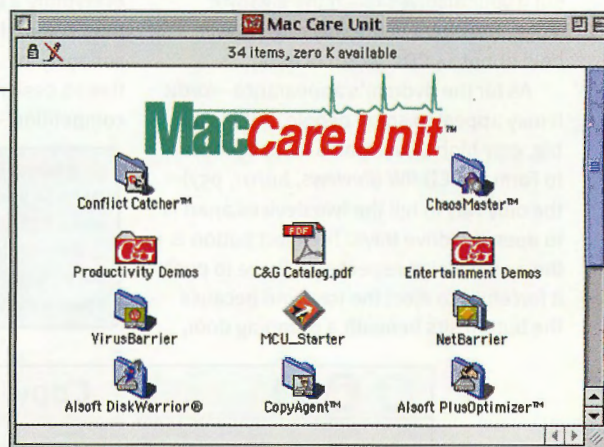 Mac Care Unit
34 items, zero K available
MacCare Unit™
Conflict Catcher™
ChaosMaster™
PDF
C&G
C&G
Productivity Demos
C&G Catalog.pdf
Entertainment Demos
VirusBarrier
MCU_Starter
NetBarrier
Alsoft DiskWarrior®
CopyAgent™
Alsoft PlusOptimizer™